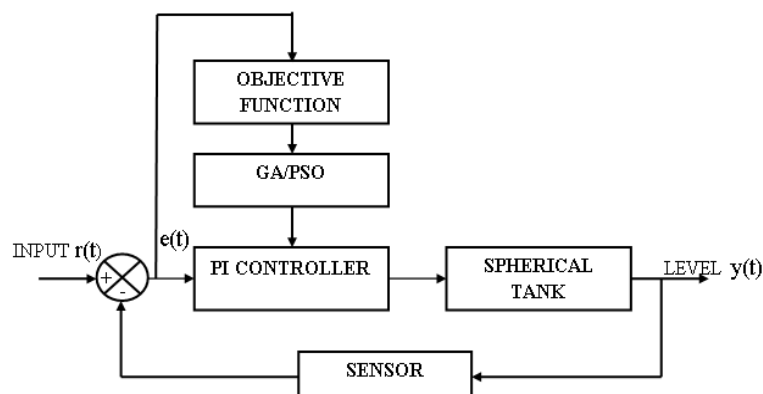 OBJECTIVE
FUNCTION
GA/PSO
INPUT r(t)
e(t)
+
-
PI CONTROLLER
SPHERICAL
TANK
LEVEL y(t)
SENSOR